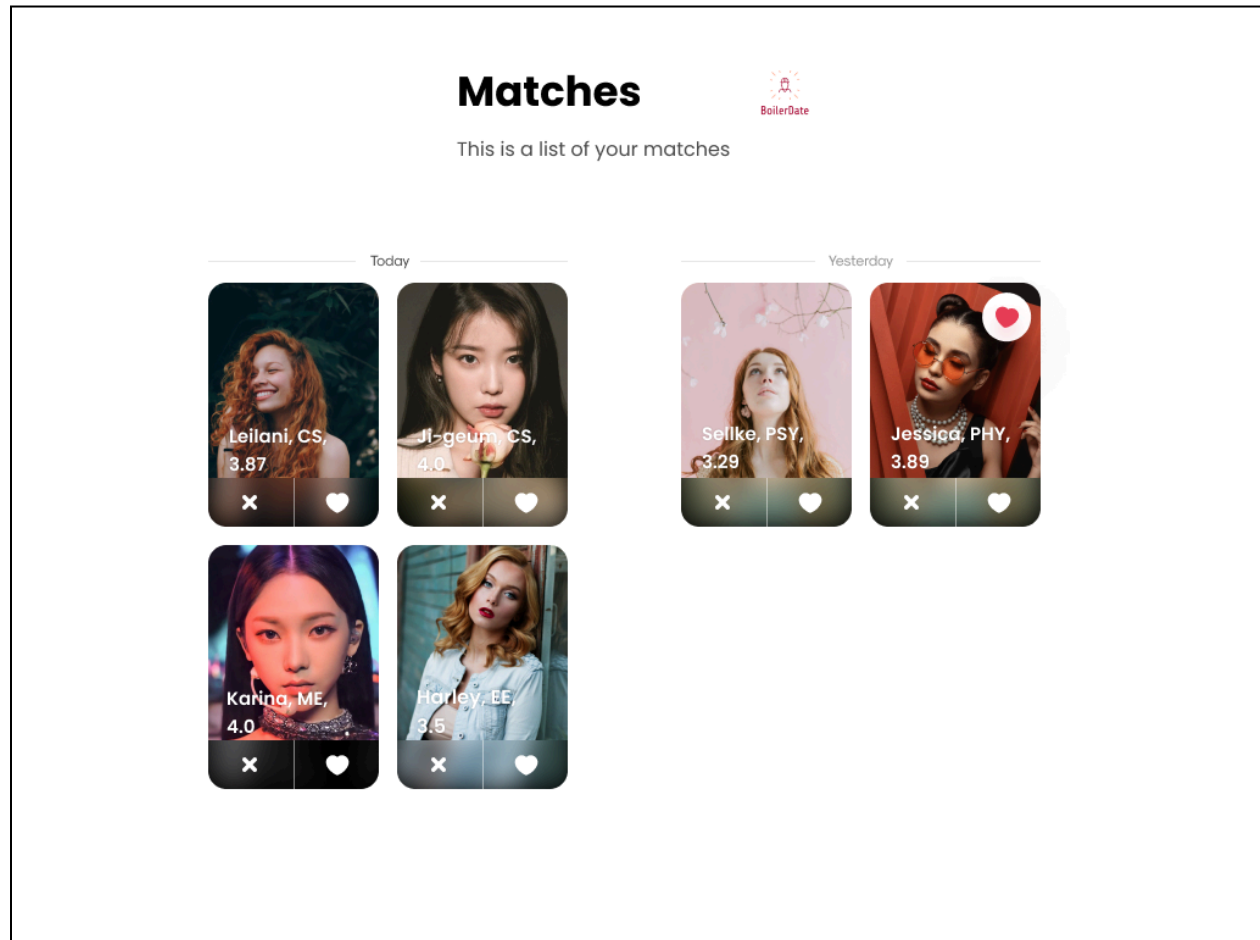 Matches
BoilerDate
This is a list of your matches
Today
Yesterday
Leilani, CS,
3.87
Ji-geum, CS,
4.0
Sellke, PSY,
3.29
Jessica, PHY,
3.89
Karina, ME,
4.0
Harley, EE,
3.5